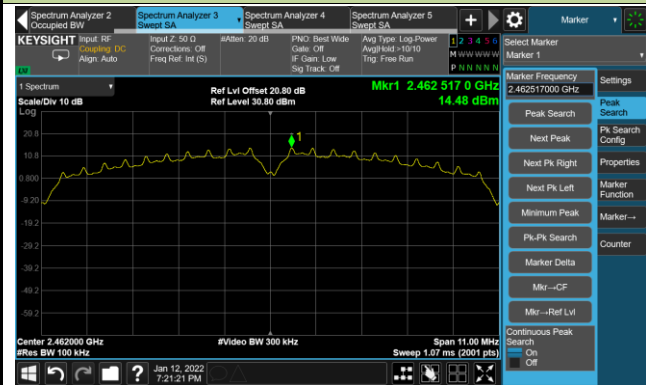 Spectrum Analyzer 2
Occupied BW
Spectrum Analyzer 3
Swept SA
Spectrum Analyzer 4
Swept SA
Spectrum Analyzer 5
Swept SA
Marker
KEYSIGHT
Input: RF
Coupling: DC
Align: Auto
Input Z: 50 Ω
Corrections: Off
Freq Ref: Int (S)
#Atten: 20 dB
PNO: Best Wide
Gate: Off
IF Gain: Low
Sig Track: Off
Avg Type: Log-Power
Avg|Hold:>10/10
Trig: Free Run
1 2 3 4 5 6
M W W W W W
P N N N N N
LXI
Select Marker
Marker 1
1 Spectrum
Scale/Div 10 dB
Log
Ref Lvl Offset 20.80 dB
Ref Level 30.80 dBm
Mkr1 2.462 517 0 GHz
14.48 dBm
1
20.8
10.8
0.800
-9.20
-19.2
-29.2
-39.2
-49.2
-59.2
Center 2.462000 GHz
#Res BW 100 kHz
#Video BW 300 kHz
Span 11.00 MHz
Sweep 1.07 ms (2001 pts)
Marker Frequency
2.462517000 GHz
Peak Search
Next Peak
Next Pk Right
Next Pk Left
Minimum Peak
Pk-Pk Search
Marker Delta
Mkr→CF
Mkr→Ref Lvl
Continuous Peak
Search
On
Off
Settings
Peak
Search
Pk Search
Config
Properties
Marker
Function
Marker→
Counter
Jan 12, 2022
7:21:21 PM